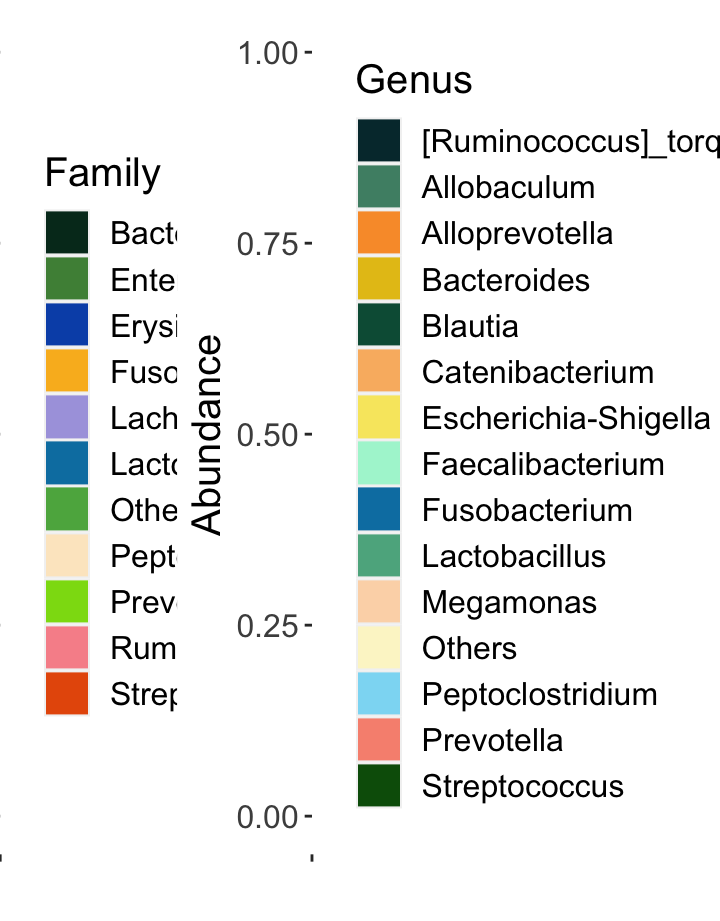 Family
Bact
Ente
Erysi
Fuso
Lach
Lacto
Othe
Pept
Prev
Rum
Strep
Abundance
1.00
0.75
0.50
0.25
0.00
Genus
[Ruminococcus]_torq
Allobaculum
Alloprevotella
Bacteroides
Blautia
Catenibacterium
Escherichia-Shigella
Faecalibacterium
Fusobacterium
Lactobacillus
Megamonas
Others
Peptoclostridium
Prevotella
Streptococcus